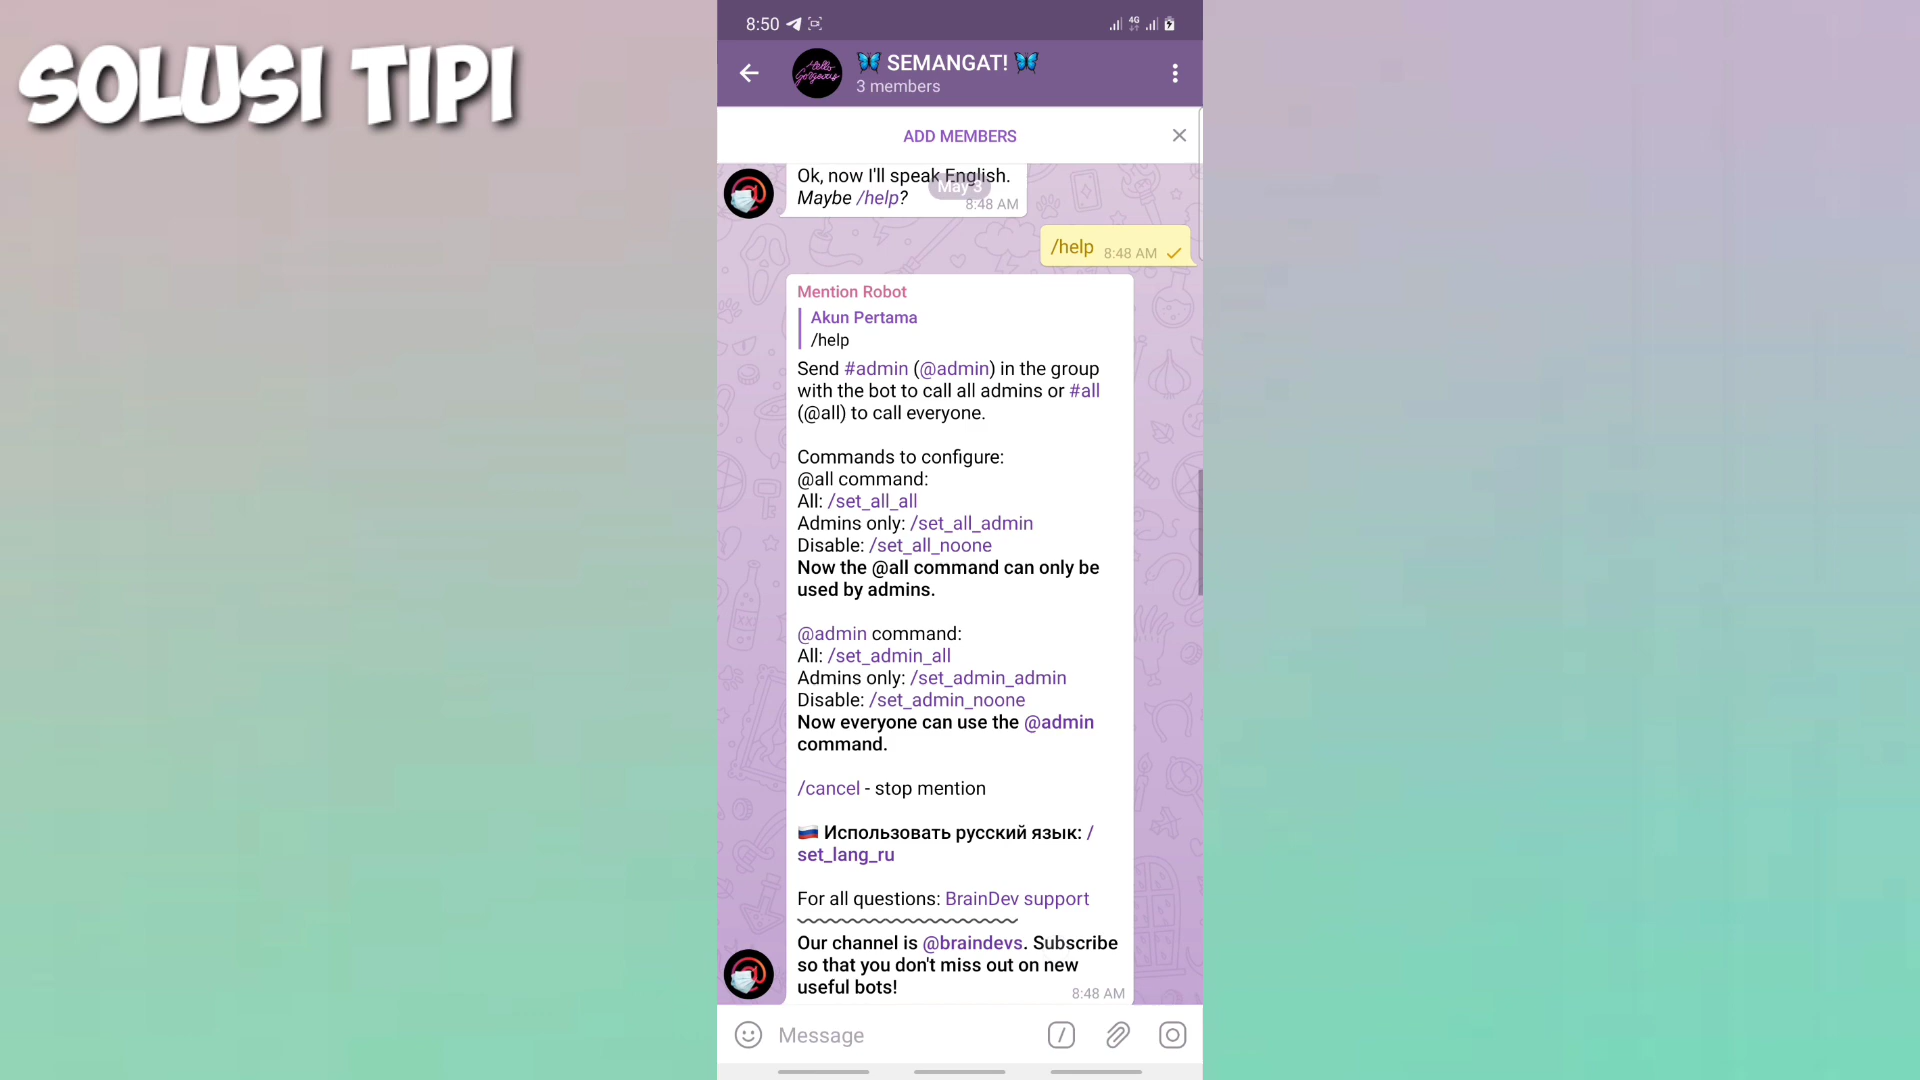 SOLUSI TIPI
8:50
4G
🦋 SEMANGAT! 🦋
3 members
Hello
Gorgeous
ADD MEMBERS
Ok, now I'll speak English.
May 3
Maybe /help?
8:48 AM
/help
8:48 AM
Mention Robot
Akun Pertama
/help
Send #admin (@admin) in the group
with the bot to call all admins or #all
(@all) to call everyone.
Commands to configure:
@all command:
All: /set_all_all
Admins only: /set_all_admin
Disable: /set_all_noone
Now the @all command can only be
used by admins.
@admin command:
All: /set_admin_all
Admins only: /set_admin_admin
Disable: /set_admin_noone
Now everyone can use the @admin
command.
/cancel - stop mention
🇷🇺 Использовать русский язык: /
set_lang_ru
For all questions: BrainDev support
Our channel is @braindevs. Subscribe
so that you don't miss out on new
useful bots!
8:48 AM
Message